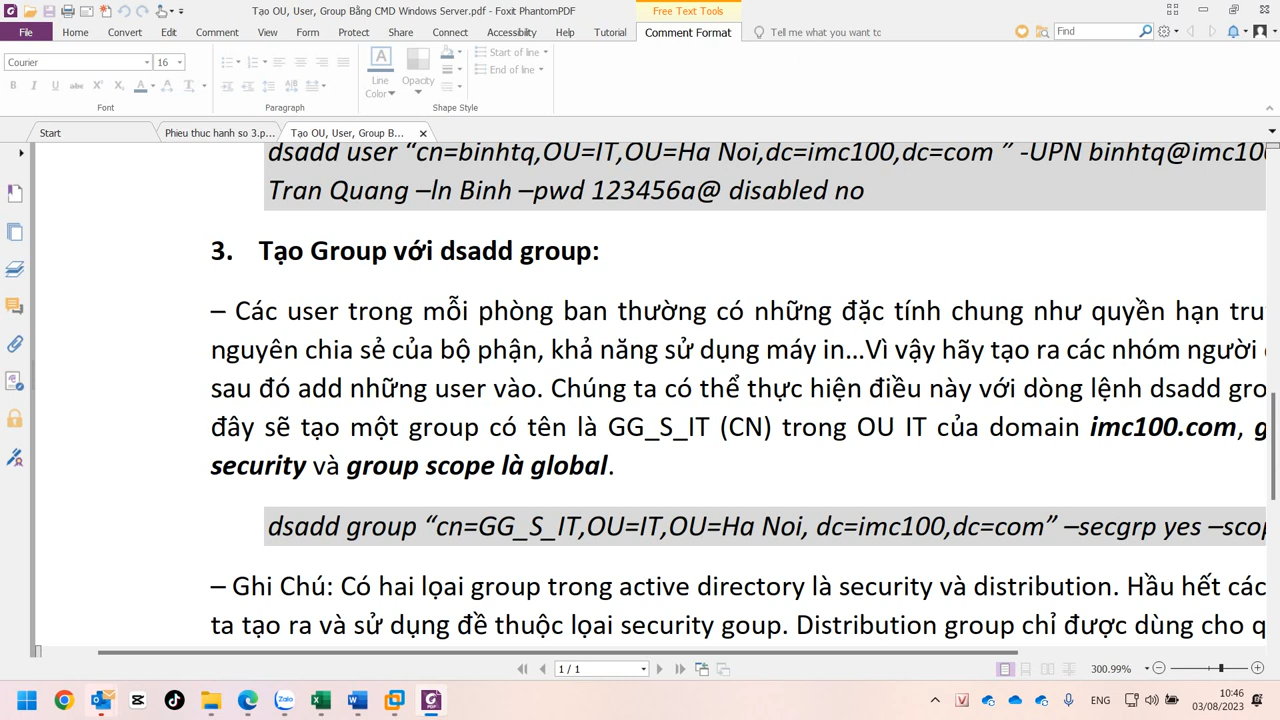 Tạo OU, User, Group Bằng CMD Windows Server.pdf - Foxit PhantomPDF
Free Text Tools
File Home Convert Edit Comment View Form Protect Share Connect Accessibility Help Tutorial Comment Format Tell me what you want Find
Courier 16
Start of line
End of line
Line Color
Opacity
Font Paragraph Shape Style
Start Phieu thuc hanh so 3.p... Tạo OU, User, Group B...
dsadd user “cn=binhtq,OU=IT,OU=Ha Noi,dc=imc100,dc=com ” -UPN binhtq@imc100
Tran Quang –ln Binh –pwd 123456a@ disabled no
3. Tạo Group với dsadd group:
– Các user trong mỗi phòng ban thường có những đặc tính chung như quyền hạn tru
nguyên chia sẻ của bộ phận, khả năng sử dụng máy in...Vì vậy hãy tạo ra các nhóm người
sau đó add những user vào. Chúng ta có thể thực hiện điều này với dòng lệnh dsadd gro
đây sẽ tạo một group có tên là GG_S_IT (CN) trong OU IT của domain imc100.com, g
security và group scope là global.
dsadd group “cn=GG_S_IT,OU=IT,OU=Ha Noi, dc=imc100,dc=com” –secgrp yes –scop
– Ghi Chú: Có hai lọai group trong active directory là security và distribution. Hầu hết các
ta tạo ra và sử dụng đề thuộc lọai security goup. Distribution group chỉ được dùng cho q
1 / 1 300.99%
ENG 10:46
03/08/2023